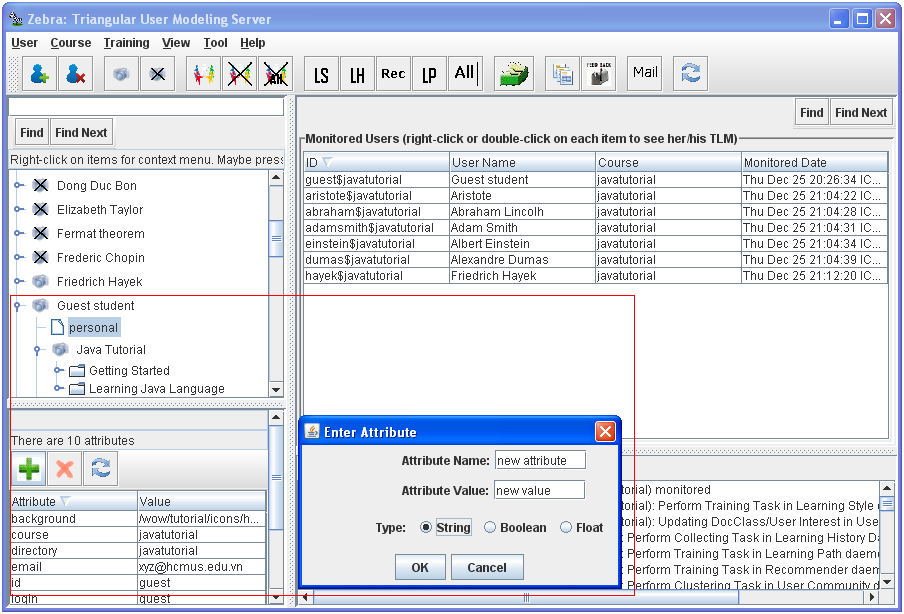 Zebra: Triangular User Modeling Server
User Course Training View Tool Help
LS LH Rec LP All FEED BACK Mail
Find Find Next
Find Find Next
Right-click on items for context menu. Maybe press
Dong Duc Bon
Elizabeth Taylor
Fermat theorem
Frederic Chopin
Friedrich Hayek
Guest student
personal
Java Tutorial
Getting Started
Learning Java Language
Monitored Users (right-click or double-click on each item to see her/his TLM)
ID User Name Course Monitored Date
guest$javatutorial Guest student javatutorial Thu Dec 25 20:26:34 IC...
aristote$javatutorial Aristote javatutorial Thu Dec 25 21:04:22 IC...
abraham$javatutorial Abraham Lincolh javatutorial Thu Dec 25 21:04:28 IC...
adamsmith$javatutorial Adam Smith javatutorial Thu Dec 25 21:04:31 IC...
einstein$javatutorial Albert Einstein javatutorial Thu Dec 25 21:04:34 IC...
dumas$javatutorial Alexandre Dumas javatutorial Thu Dec 25 21:04:39 IC...
hayek$javatutorial Friedrich Hayek javatutorial Thu Dec 25 21:12:20 IC...
There are 10 attributes
Attribute Value
background /wow/tutorial/icons/h...
course javatutorial
directory javatutorial
email xyz@hcmus.edu.vn
id guest
login guest
Enter Attribute
Attribute Name: new attribute
Attribute Value: new value
Type: String Boolean Float
OK Cancel
torial) monitored
torial): Perform Training Task in Learning Style
torial): Updating DocClass/User Interest in Use
: Perform Collecting Task in Learning History Da
: Perform Training Task in Learning Path daem
: Perform Training Task in Recommender daem
: Perform Clustering Task in User Community d